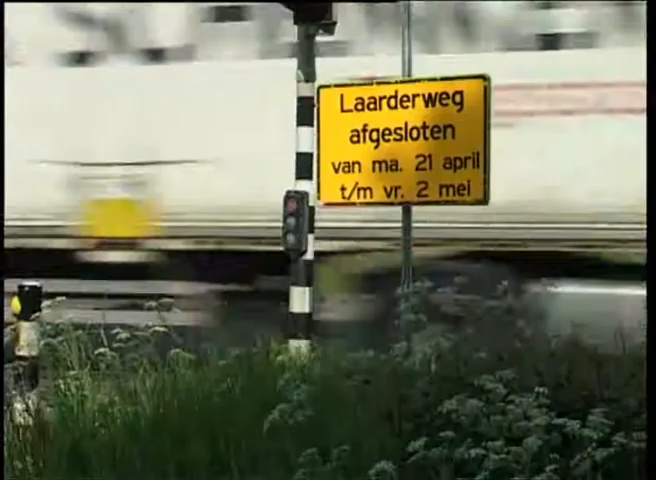 Laarderweg
afgesloten
van ma. 21 april
t/m vr. 2 mei